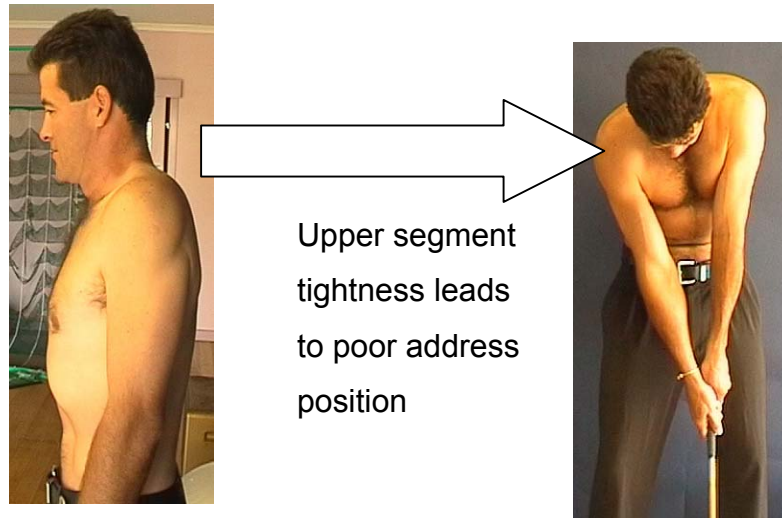 Upper segment
tightness leads
to poor address
position